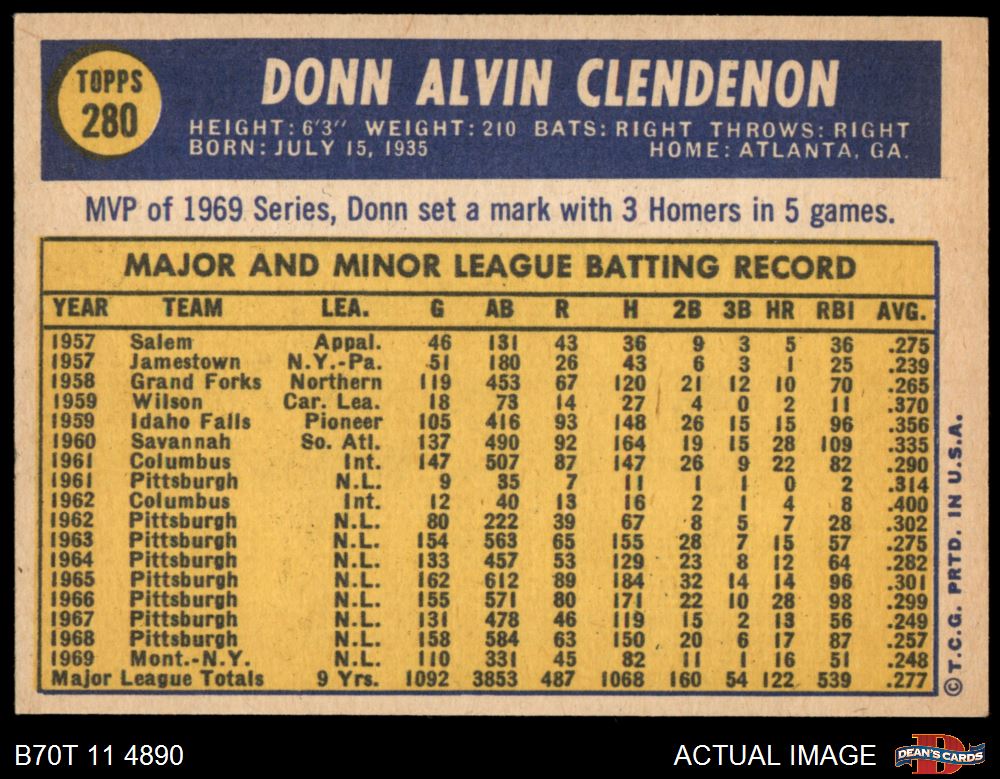 TOPPS
280
DONN ALVIN CLENDENON
HEIGHT: 6'3" WEIGHT: 210 BATS: RIGHT THROWS: RIGHT
BORN: JULY 15, 1935 HOME: ATLANTA, GA.
MVP of 1969 Series, Donn set a mark with 3 Homers in 5 games.
MAJOR AND MINOR LEAGUE BATTING RECORD
YEAR TEAM LEA. G AB R H 2B 3B HR RBI AVG.
1957 Salem Appal. 46 131 43 36 9 3 5 36 .275
1957 Jamestown N.Y.-Pa. 51 180 26 43 6 3 1 25 .239
1958 Grand Forks Northern 119 453 67 120 21 12 10 70 .265
1959 Wilson Car. Lea. 18 73 14 27 4 0 2 11 .370
1959 Idaho Falls Pioneer 105 416 93 148 26 15 15 96 .356
1960 Savannah So. Atl. 137 490 92 164 19 15 28 109 .335
1961 Columbus Int. 147 507 87 147 26 9 22 82 .290
1961 Pittsburgh N.L. 9 35 7 11 1 1 0 2 .314
1962 Columbus Int. 12 40 13 16 2 1 4 8 .400
1962 Pittsburgh N.L. 80 222 39 67 8 5 7 28 .302
1963 Pittsburgh N.L. 154 563 65 155 28 7 15 57 .275
1964 Pittsburgh N.L. 133 457 53 129 23 8 12 64 .282
1965 Pittsburgh N.L. 162 612 89 184 32 14 14 96 .301
1966 Pittsburgh N.L. 155 571 80 171 22 10 28 98 .299
1967 Pittsburgh N.L. 131 478 46 119 15 2 13 56 .249
1968 Pittsburgh N.L. 158 584 63 150 20 6 17 87 .257
1969 Mont.-N.Y. N.L. 110 331 45 82 11 1 16 51 .248
Major League Totals 9 Yrs. 1092 3853 487 1068 160 54 122 539 .277
© T.C.G. PRTD. IN U.S.A.
B70T 11 4890
ACTUAL IMAGE
D
DEAN'S CARDS